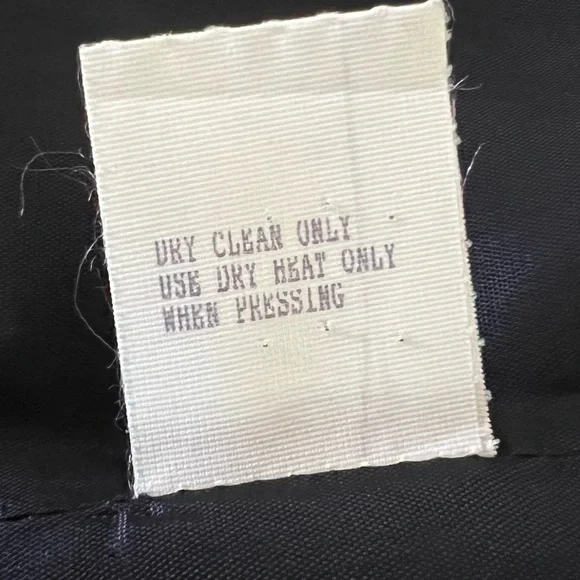 DRY CLEAN ONLY
USE DRY HEAT ONLY
WHEN PRESSING